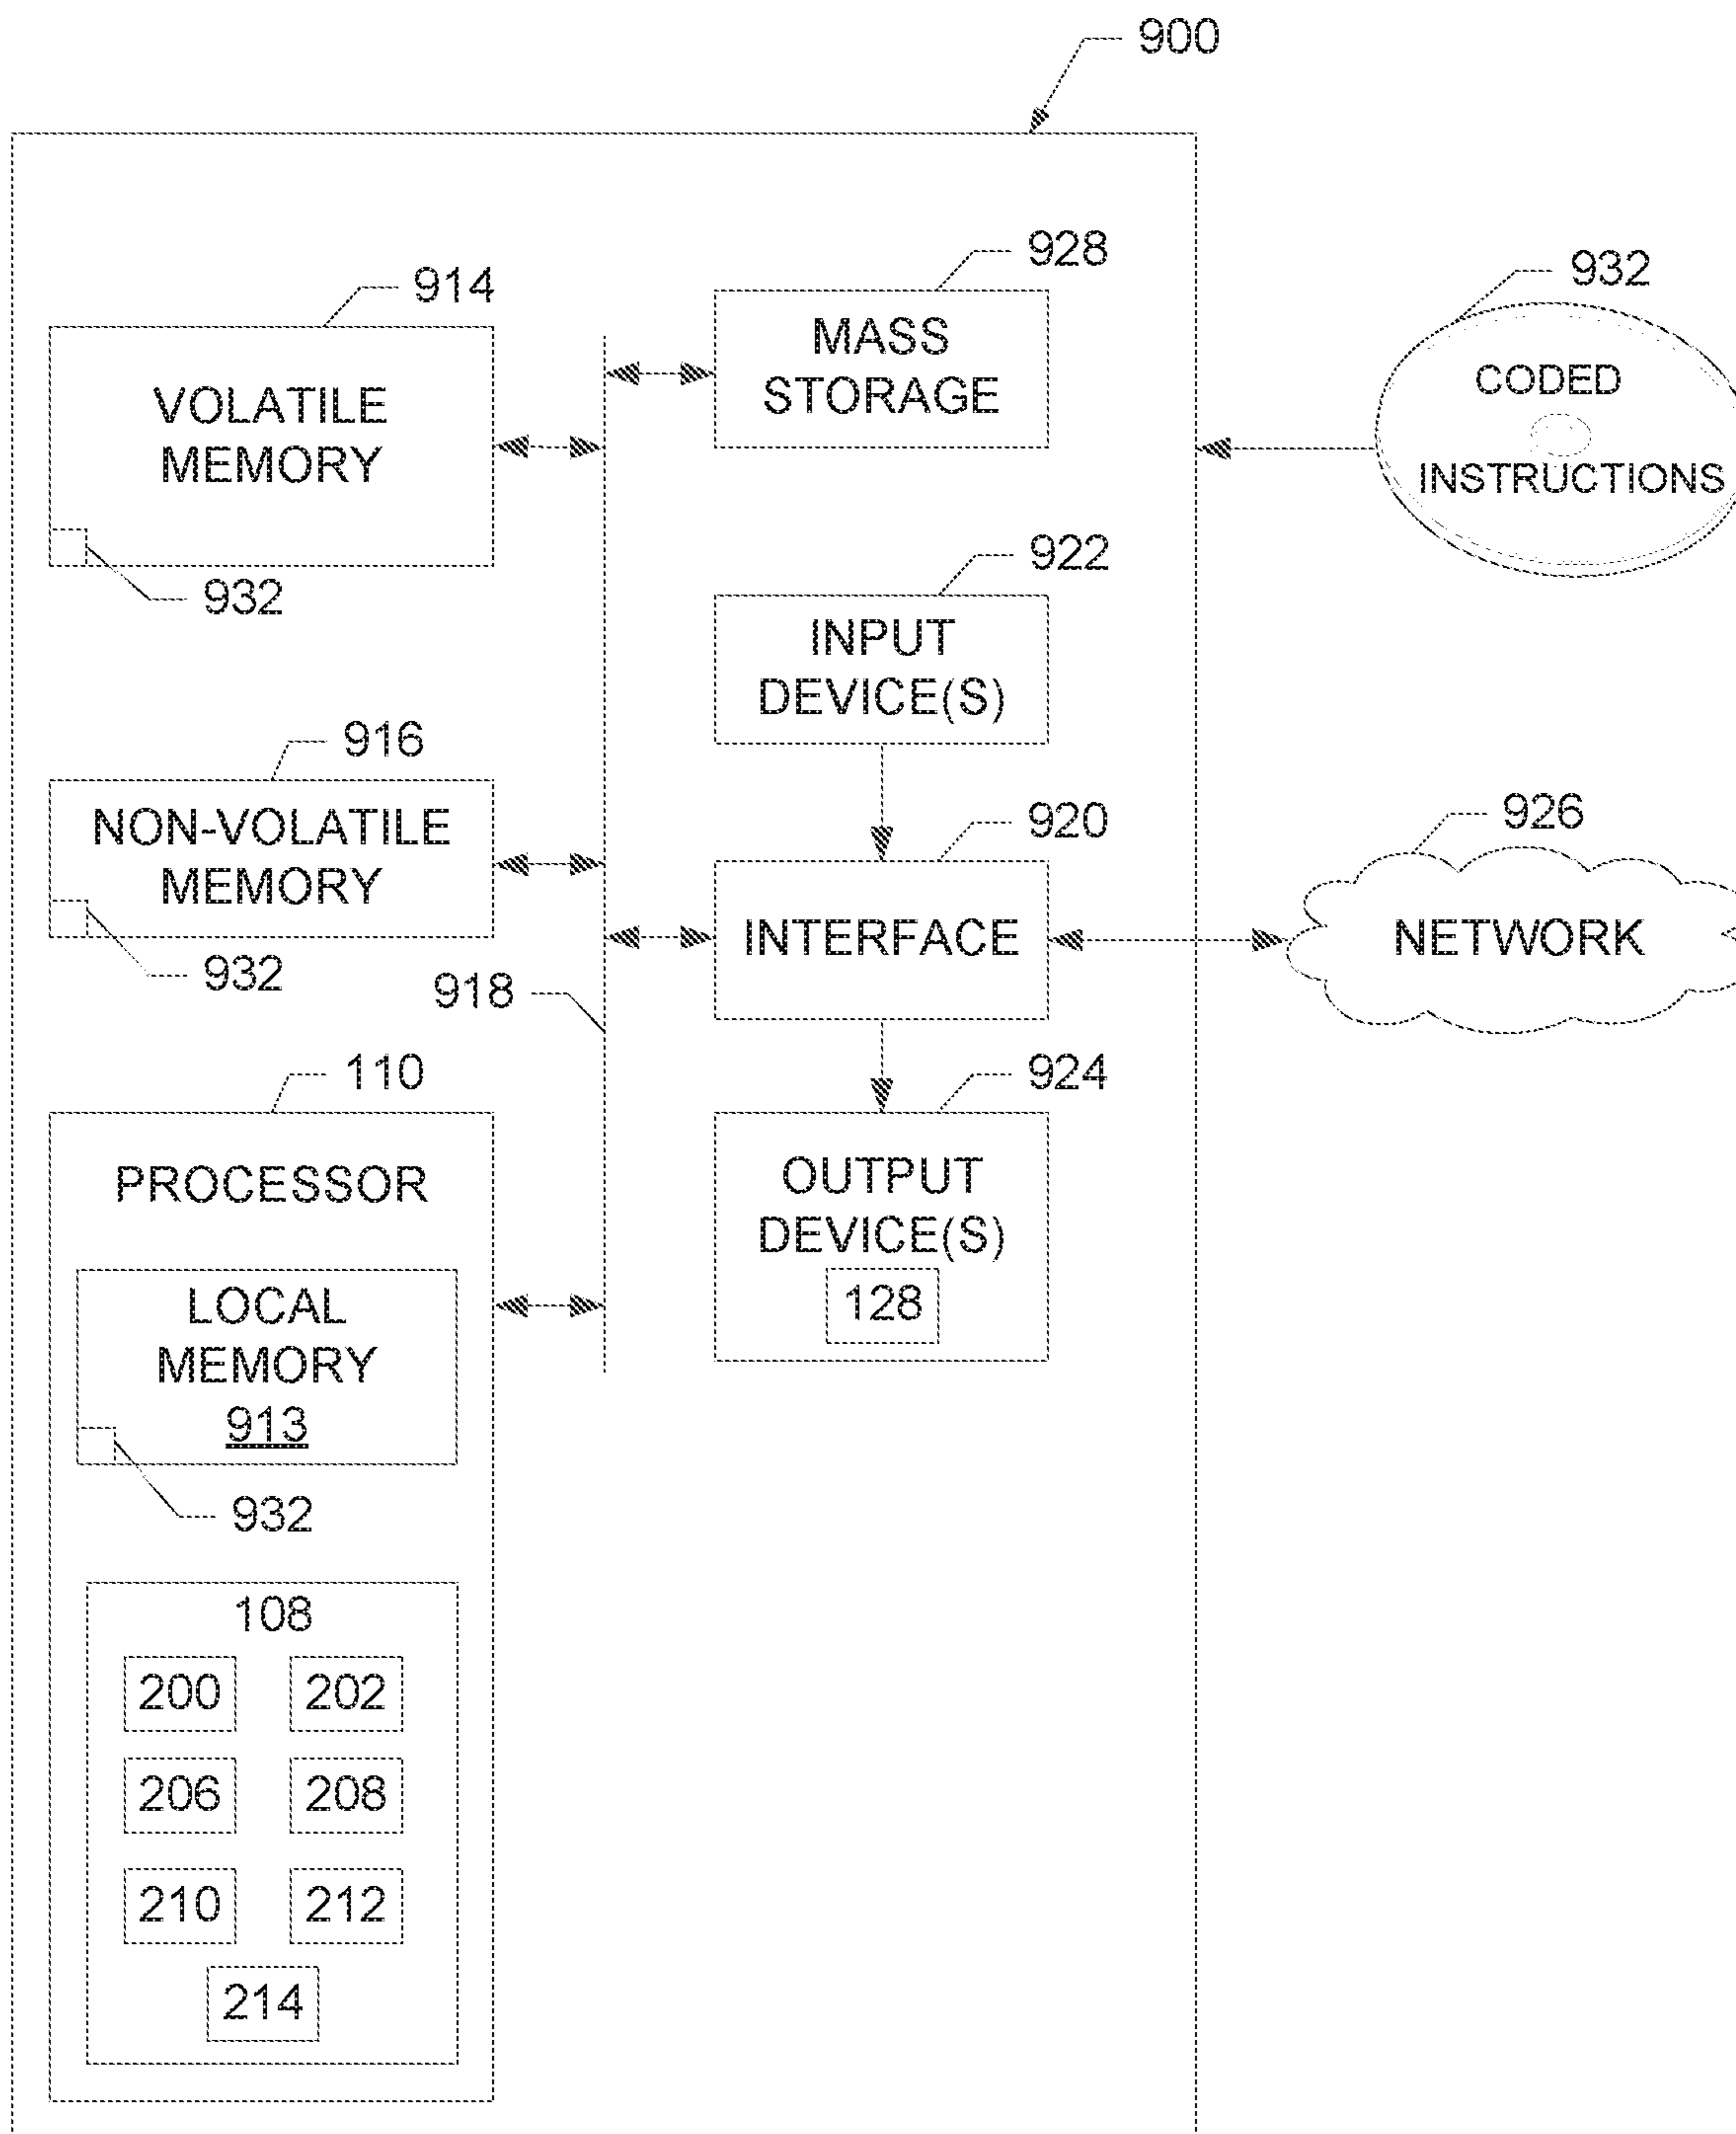 900
928
914
932
MASS
STORAGE
VOLATILE
MEMORY
CODED
INSTRUCTIONS
932
922
INPUT
DEVICE(S)
916
920
926
NON-VOLATILE
MEMORY
INTERFACE
NETWORK
932
918
110
924
PROCESSOR
OUTPUT
DEVICE(S)
128
LOCAL
MEMORY
913
932
108
200
202
206
208
210
212
214